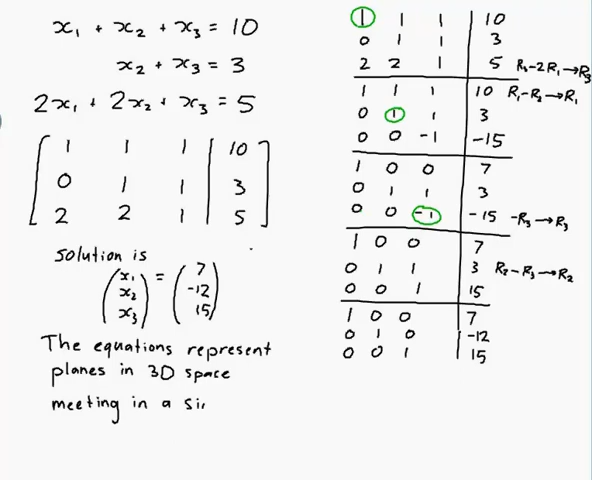 x₁ + x₂ + x₃ = 10
x₂ + x₃ = 3
2x₁ + 2x₂ + x₃ = 5
1 1 1 | 10
0 1 1 | 3
2 2 1 | 5
Solution is
(x₁ x₂ x₃) = (7 -12 15)
The equations represent
planes in 3D space
meeting in a sin
1 1 1 | 10
0 1 1 | 3
2 2 1 | 5 R₃-2R₁→R₃
1 1 1 | 10 R₁-R₂→R₁
0 1 1 | 3
0 0 -1 | -15
1 0 0 | 7
0 1 1 | 3
0 0 -1 | -15 -R₃→R₃
1 0 0 | 7
0 1 1 | 3 R₂-R₃→R₂
0 0 1 | 15
1 0 0 | 7
0 1 0 | -12
0 0 1 | 15